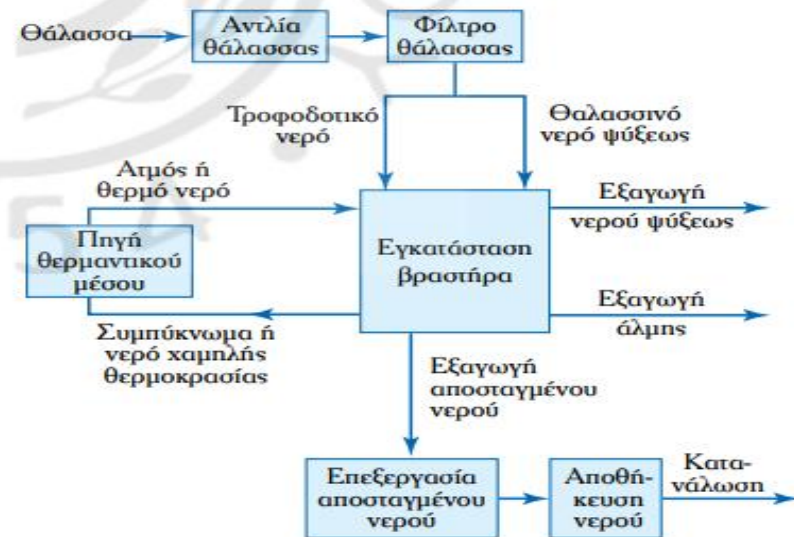 Θάλασσα
Αντλία
θάλασσας
Φίλτρο
θάλασσας
Τροφοδοτικό
νερό
Θαλασσινό
νερό ψύξεως
Ατμός ή
θερμό νερό
Πηγή
θερμαντικού
μέσου
Συμπύκνωμα ή
νερό χαμηλής
θερμοκρασίας
Εγκατάσταση
βραστήρα
Εξαγωγή
νερού ψύξεως
Εξαγωγή
άλμης
Εξαγωγή
αποσταγμένου
νερού
Επεξεργασία
αποσταγμένου
νερού
Αποθή-
κευση
νερού
Κατα-
νάλωση